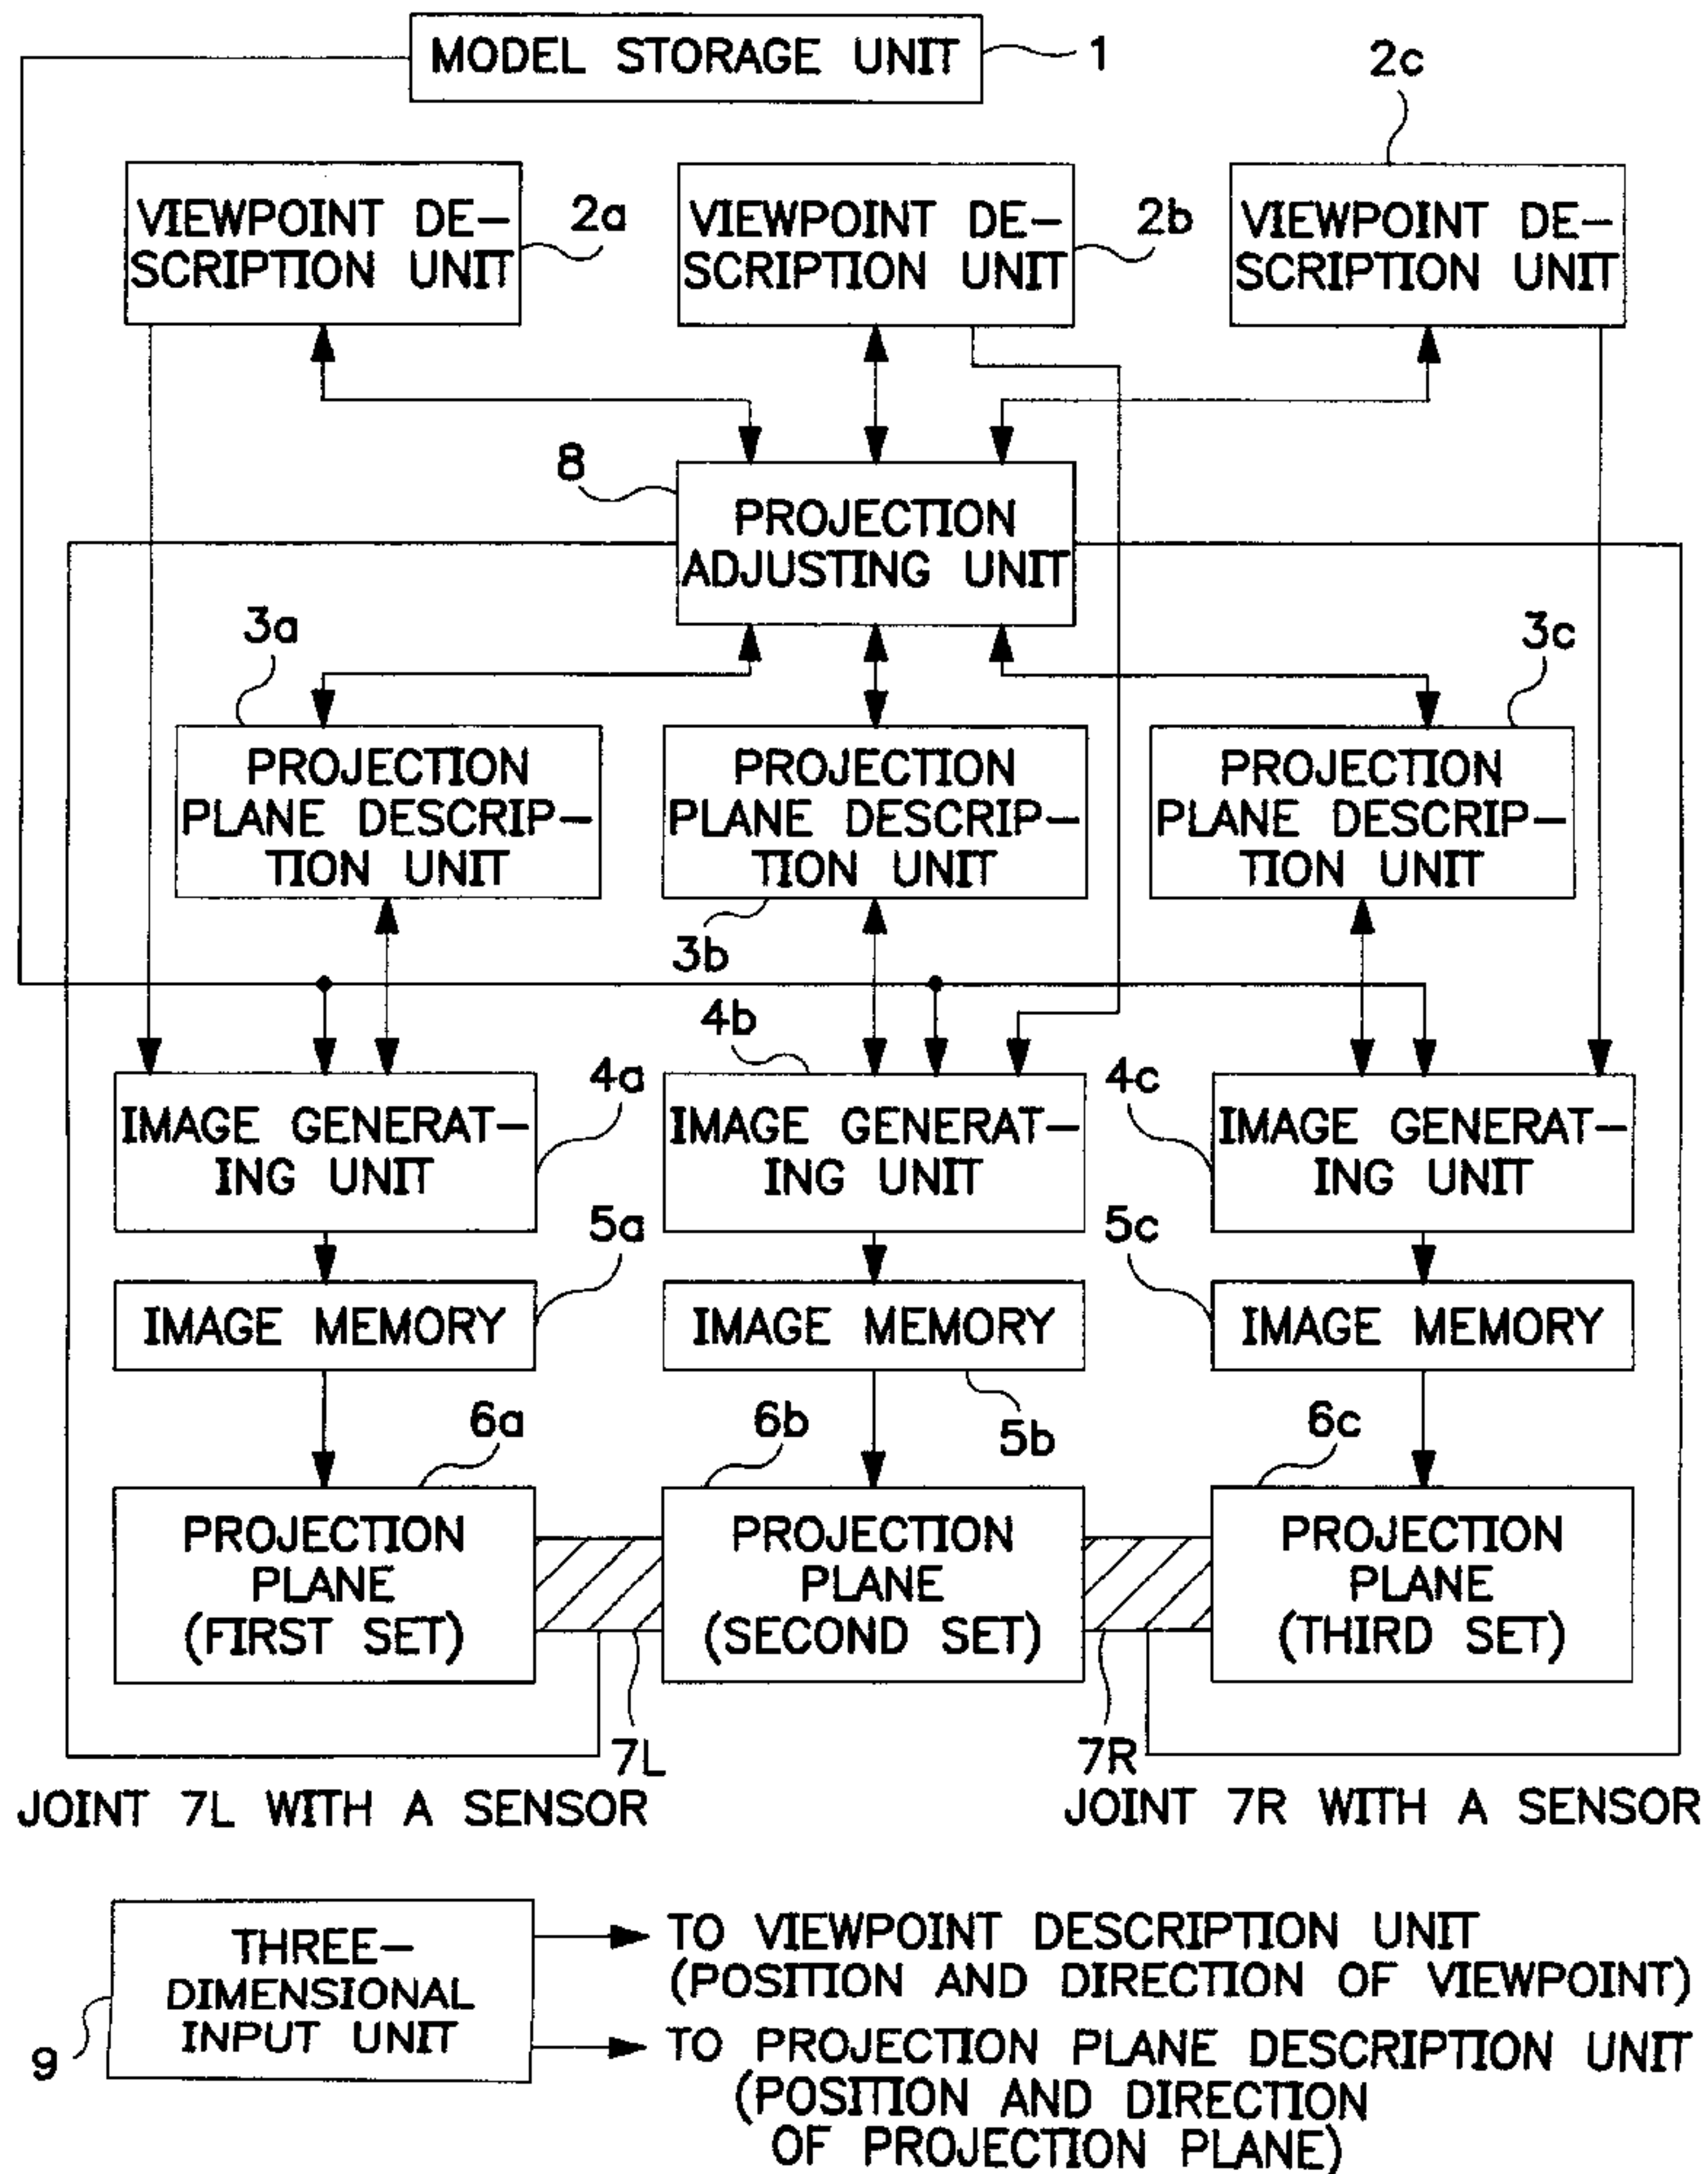 MODEL STORAGE UNIT
1
2c
VIEWPOINT DE-
SCRIPTION UNIT
2a
VIEWPOINT DE-
SCRIPTION UNIT
2b
VIEWPOINT DE-
SCRIPTION UNIT
8
PROJECTION
ADJUSTING UNIT
3a
3c
PROJECTION
PLANE DESCRIP-
TION UNIT
PROJECTION
PLANE DESCRIP-
TION UNIT
PROJECTION
PLANE DESCRIP-
TION UNIT
3b
4b
4a
4c
IMAGE GENERAT-
ING UNIT
IMAGE GENERAT-
ING UNIT
IMAGE GENERAT-
ING UNIT
5a
5c
IMAGE MEMORY
IMAGE MEMORY
IMAGE MEMORY
6a
6b
5b
6c
PROJECTION
PLANE
(FIRST SET)
PROJECTION
PLANE
(SECOND SET)
PROJECTION
PLANE
(THIRD SET)
7L
7R
JOINT 7L WITH A SENSOR
JOINT 7R WITH A SENSOR
THREE-
DIMENSIONAL
INPUT UNIT
9
TO VIEWPOINT DESCRIPTION UNIT
(POSITION AND DIRECTION OF VIEWPOINT)
TO PROJECTION PLANE DESCRIPTION UNIT
(POSITION AND DIRECTION
OF PROJECTION PLANE)